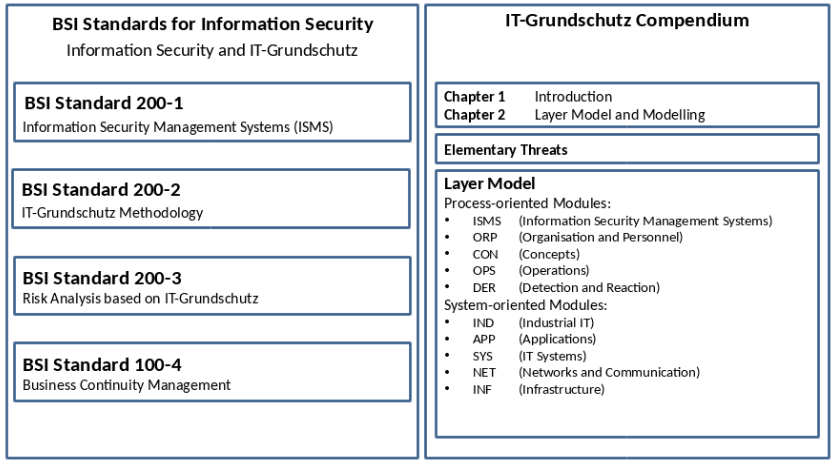 BSI Standards for Information Security
Information Security and IT-Grundschutz
BSI Standard 200-1
Information Security Management Systems (ISMS)
BSI Standard 200-2
IT-Grundschutz Methodology
BSI Standard 200-3
Risk Analysis based on IT-Grundschutz
BSI Standard 100-4
Business Continuity Management
IT-Grundschutz Compendium
Chapter 1 Introduction
Chapter 2 Layer Model and Modelling
Elementary Threats
Layer Model
Process-oriented Modules:
• ISMS (Information Security Management Systems)
• ORP (Organisation and Personnel)
• CON (Concepts)
• OPS (Operations)
• DER (Detection and Reaction)
System-oriented Modules:
• IND (Industrial IT)
• APP (Applications)
• SYS (IT Systems)
• NET (Networks and Communication)
• INF (Infrastructure)